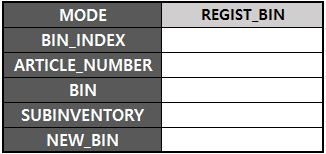 MODE REGIST_BIN
BIN_INDEX
ARTICLE_NUMBER
BIN
SUBINVENTORY
NEW_BIN